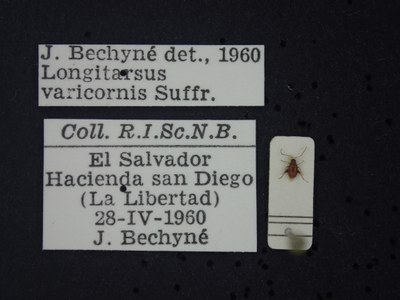 J. Bechyné det., 1960
Longitarsus
varicornis Suffr.
Coll. R.I.Sc.N.B.
El Salvador
Hacienda san Diego
(La Libertad)
28-IV-1960
J. Bechyné